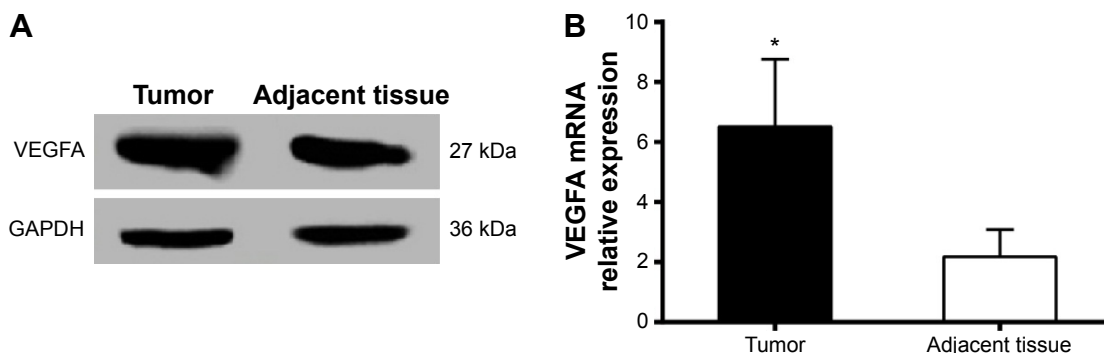 A
Tumor Adjacent tissue
VEGFA
27 kDa
GAPDH
36 kDa
B
VEGFA mRNA
relative expression
10
8
6
4
2
0
*
Tumor
Adjacent tissue